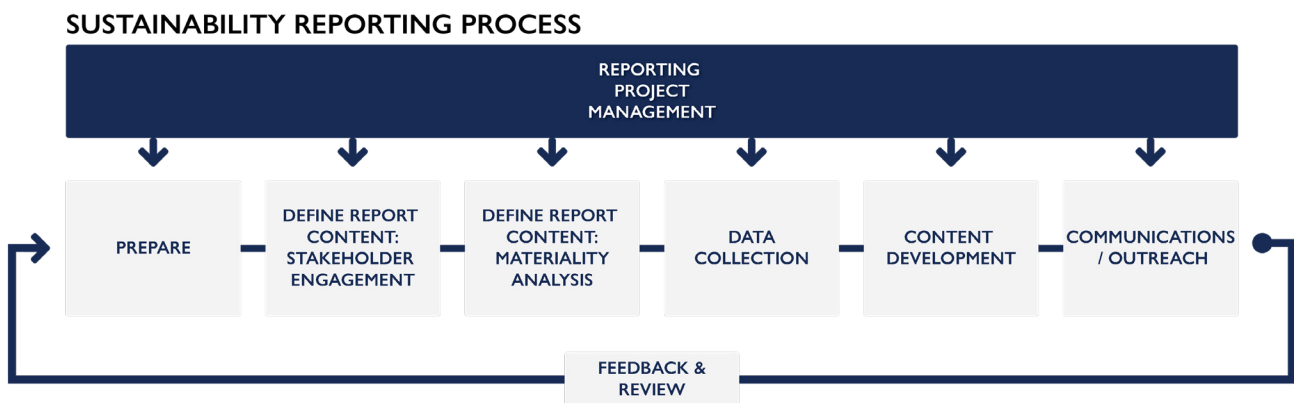 SUSTAINABILITY REPORTING PROCESS
REPORTING
PROJECT
MANAGEMENT
PREPARE
DEFINE REPORT
CONTENT:
STAKEHOLDER
ENGAGEMENT
DEFINE REPORT
CONTENT:
MATERIALITY
ANALYSIS
DATA
COLLECTION
CONTENT
DEVELOPMENT
COMMUNICATIONS
/ OUTREACH
FEEDBACK &
REVIEW